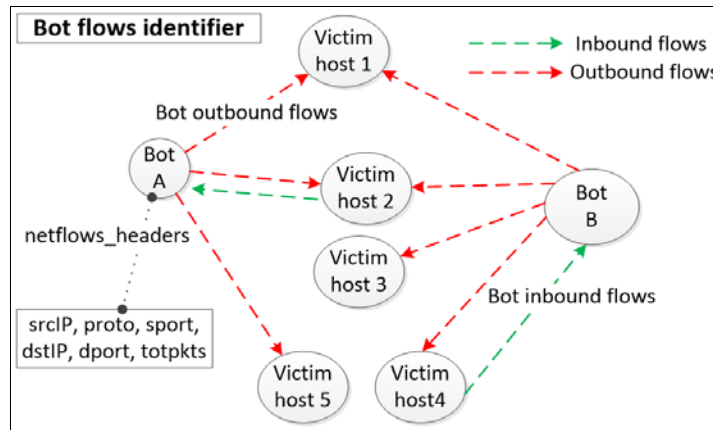 Bot flows identifier
Victim
host 1
Inbound flows
Outbound flows
Bot outbound flows
Bot
A
Victim
host 2
Bot
B
netflows_headers
Victim
host 3
Bot inbound flows
srcIP, proto, sport,
dstIP, dport, totpkts
Victim
host 5
Victim
host4